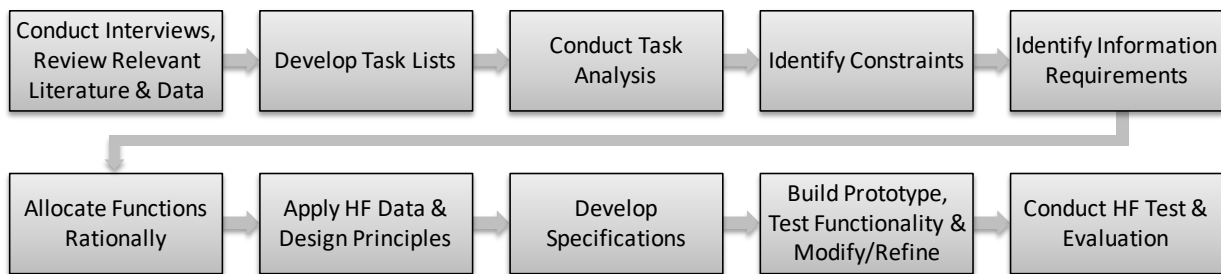 Conduct Interviews,
Review Relevant
Literature & Data
Develop Task Lists
Conduct Task
Analysis
Identify Constraints
Identify Information
Requirements
Allocate Functions
Rationally
Apply HF Data &
Design Principles
Develop
Specifications
Build Prototype,
Test Functionality &
Modify/Refine
Conduct HF Test &
Evaluation